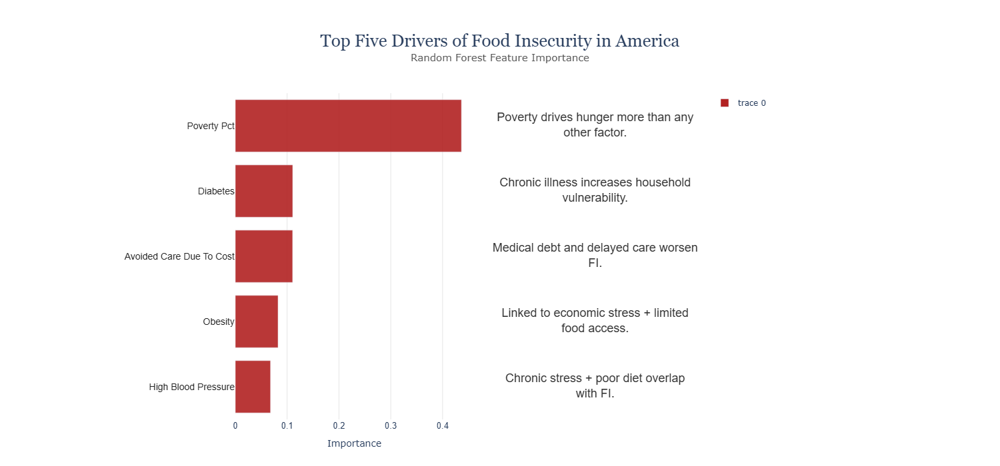 Top Five Drivers of Food Insecurity in America
Random Forest Feature Importance
trace 0
Poverty Pct
Poverty drives hunger more than any
other factor.
Diabetes
Chronic illness increases household
vulnerability.
Avoided Care Due To Cost
Medical debt and delayed care worsen
FI.
Obesity
Linked to economic stress + limited
food access.
High Blood Pressure
Chronic stress + poor diet overlap
with FI.
0 0.1 0.2 0.3 0.4
Importance